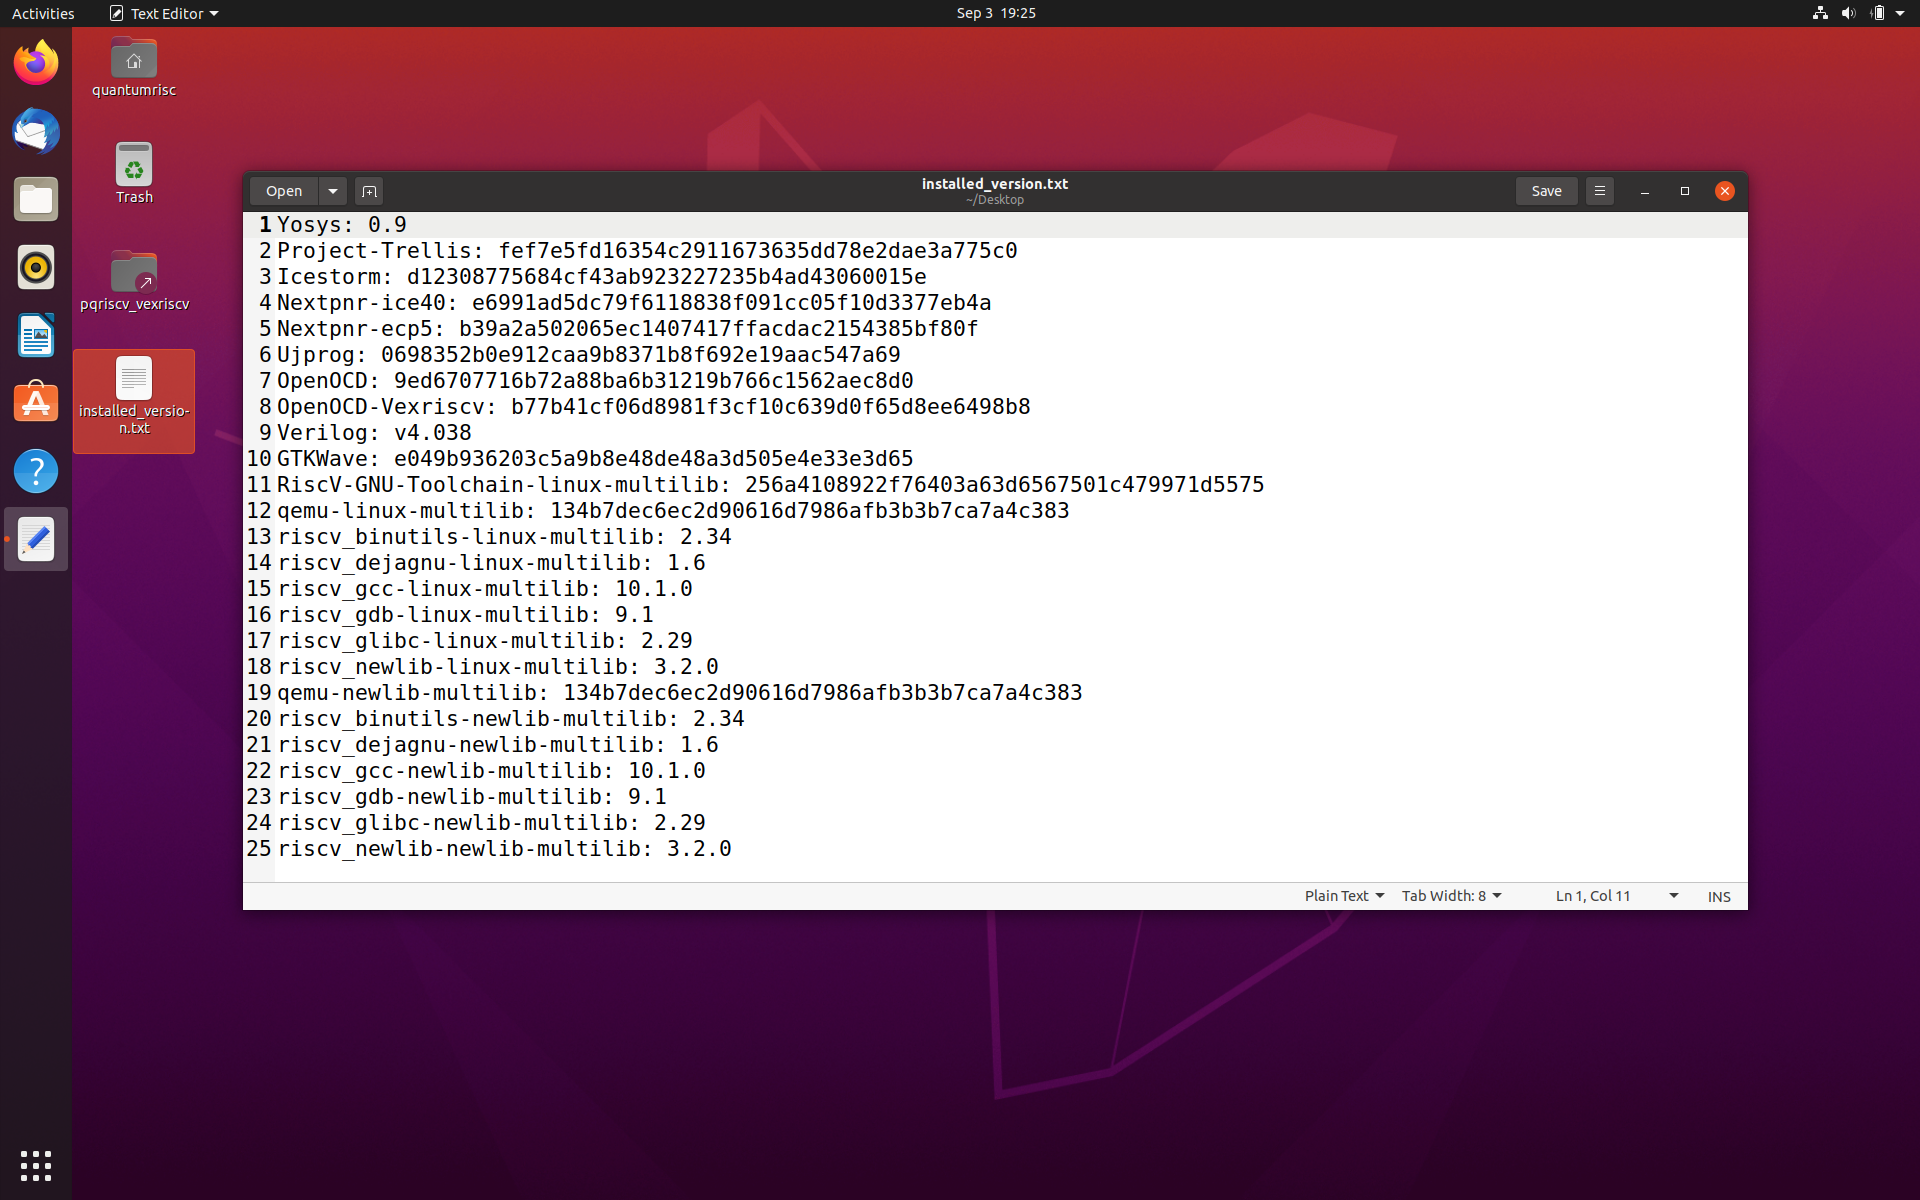 Activities Text Editor Sep 3 19:25
quantumrisc
Trash
pqriscv_vexriscv
installed_versio-
n.txt
Open installed_version.txt Save
~/Desktop
1 Yosys: 0.9
2 Project-Trellis: fef7e5fd16354c2911673635dd78e2dae3a775c0
3 Icestorm: d12308775684cf43ab923227235b4ad43060015e
4 Nextpnr-ice40: e6991ad5dc79f6118838f091cc05f10d3377eb4a
5 Nextpnr-ecp5: b39a2a502065ec1407417ffacdac2154385bf80f
6 Ujprog: 0698352b0e912caa9b8371b8f692e19aac547a69
7 OpenOCD: 9ed6707716b72a88ba6b31219b766c1562aec8d0
8 OpenOCD-Vexriscv: b77b41cf06d8981f3cf10c639d0f65d8ee6498b8
9 Verilog: v4.038
10 GTKWave: e049b936203c5a9b8e48de48a3d505e4e33e3d65
11 RiscV-GNU-Toolchain-linux-multilib: 256a4108922f76403a63d6567501c479971d5575
12 qemu-linux-multilib: 134b7dec6ec2d90616d7986afb3b3b7ca7a4c383
13 riscv_binutils-linux-multilib: 2.34
14 riscv_dejagnu-linux-multilib: 1.6
15 riscv_gcc-linux-multilib: 10.1.0
16 riscv_gdb-linux-multilib: 9.1
17 riscv_glibc-linux-multilib: 2.29
18 riscv_newlib-linux-multilib: 3.2.0
19 qemu-newlib-multilib: 134b7dec6ec2d90616d7986afb3b3b7ca7a4c383
20 riscv_binutils-newlib-multilib: 2.34
21 riscv_dejagnu-newlib-multilib: 1.6
22 riscv_gcc-newlib-multilib: 10.1.0
23 riscv_gdb-newlib-multilib: 9.1
24 riscv_glibc-newlib-multilib: 2.29
25 riscv_newlib-newlib-multilib: 3.2.0
Plain Text Tab Width: 8 Ln 1, Col 11 INS